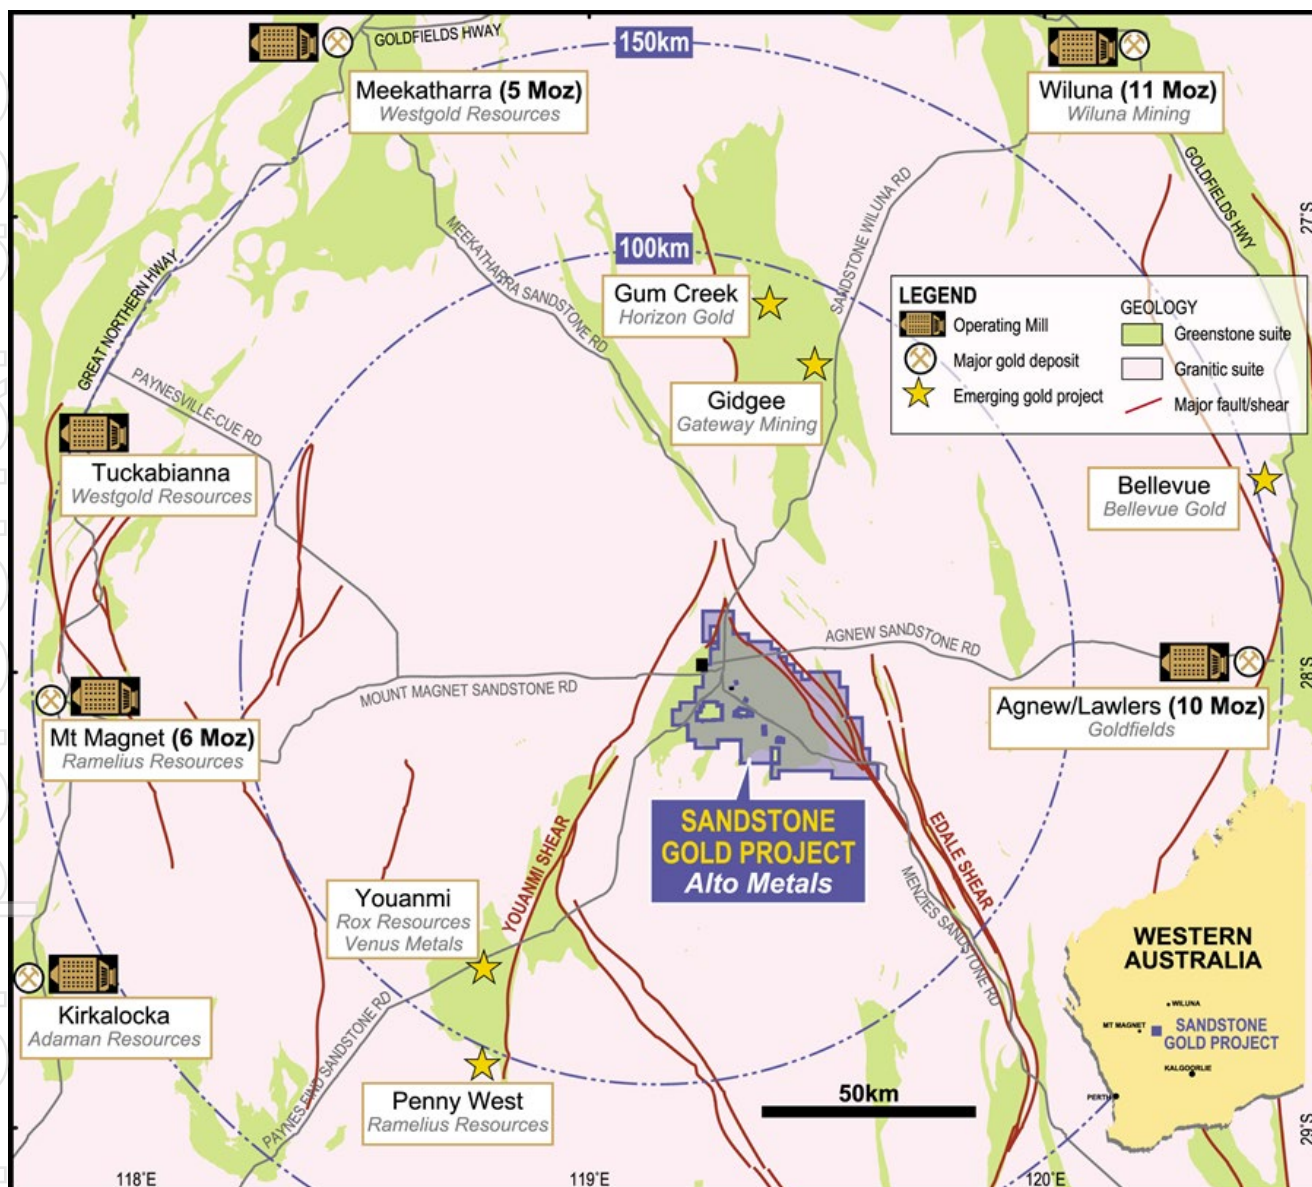 GOLDFIELDS HWY
150km
Meekatharra (5 Moz)
Westgold Resources
Wiluna (11 Moz)
Wiluna Mining
GOLDFIELDS HWY
27°S
GREAT NORTHERN HWAY
MEEKATHARRA SANDSTONE RD
SANDSTONE WILUNA RD
100km
Gum Creek
Horizon Gold
LEGEND
Operating Mill
Major gold deposit
Emerging gold project
GEOLOGY
Greenstone suite
Granitic suite
Major fault/shear
PAYNESVILLE-CUE RD
Gidgee
Gateway Mining
Tuckabianna
Westgold Resources
Bellevue
Bellevue Gold
AGNEW SANDSTONE RD
28°S
MOUNT MAGNET SANDSTONE RD
Agnew/Lawlers (10 Moz)
Goldfields
Mt Magnet (6 Moz)
Ramelius Resources
SANDSTONE
GOLD PROJECT
Alto Metals
YOUANMI SHEAR
EDALE SHEAR
MENZIES SANDSTONE RD
Youanmi
Rox Resources
Venus Metals
Kirkalocka
Adaman Resources
PAYNES FIND SANDSTONE RD
Penny West
Ramelius Resources
50km
WESTERN
AUSTRALIA
WILUNA
MT MAGNET
SANDSTONE
GOLD PROJECT
KALGOORLIE
PERTH
29°S
118°E
119°E
120°E